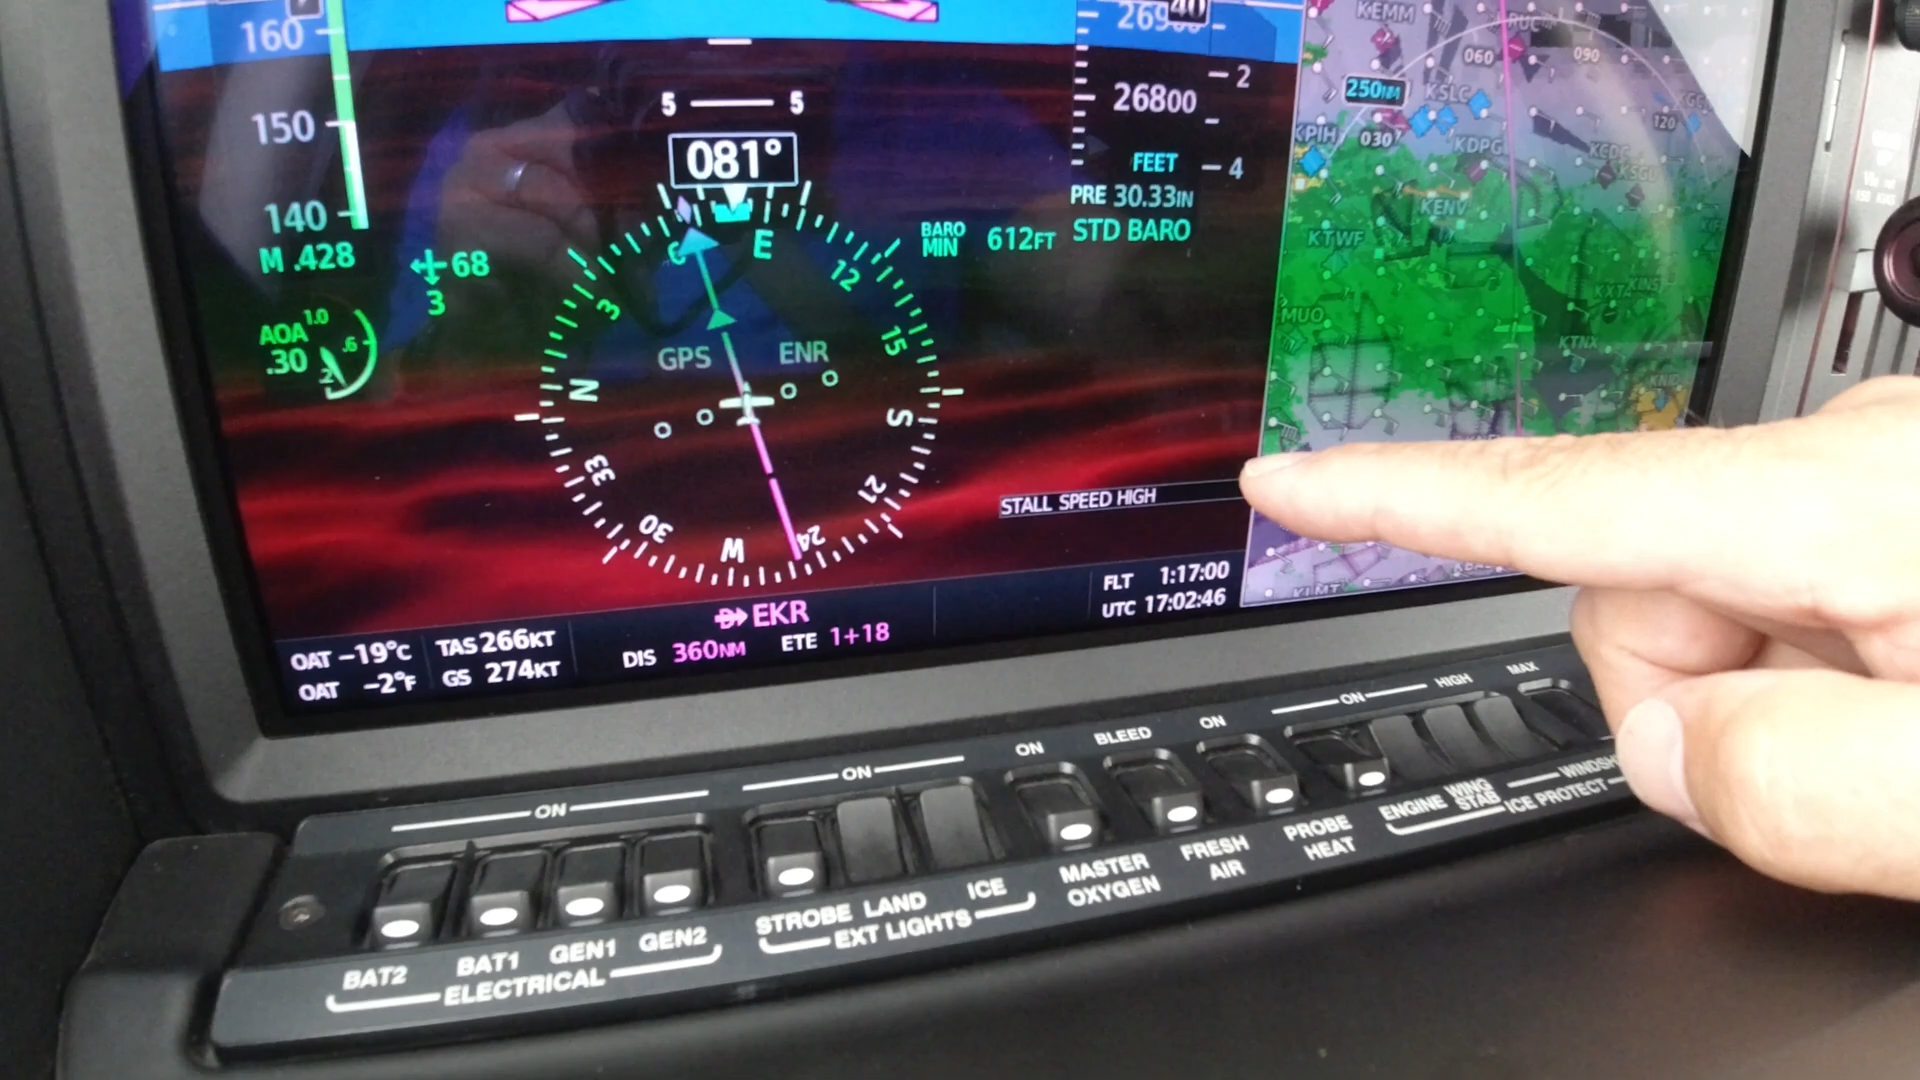 160
150
140
M .428
68
3
AOA 1.0
.30
.6
.2
5 5
081°
E
12
15
S
21
24
W
30
33
N
3
GPS ENR
40
26900
26800
2
4
FEET
PRE 30.33IN
STD BARO
BARO
MIN 612FT
STALL SPEED HIGH
OAT -19°C
OAT -2°F
TAS 266KT
GS 274KT
EKR
DIS 360NM ETE 1+18
FLT 1:17:00
UTC 17:02:46
KEMM
060
090
250NM
KSLC
120
KPIH
030
KDPG
KENV
KTWF
MUO
KTNX
KLMT
ON
ON
ON
BLEED
ON
ON
HIGH
MAX
BAT2 BAT1 GEN1 GEN2
ELECTRICAL
STROBE LAND ICE
EXT LIGHTS
MASTER
OXYGEN
FRESH
AIR
PROBE
HEAT
ENGINE WING
STAB
ICE PROTECT